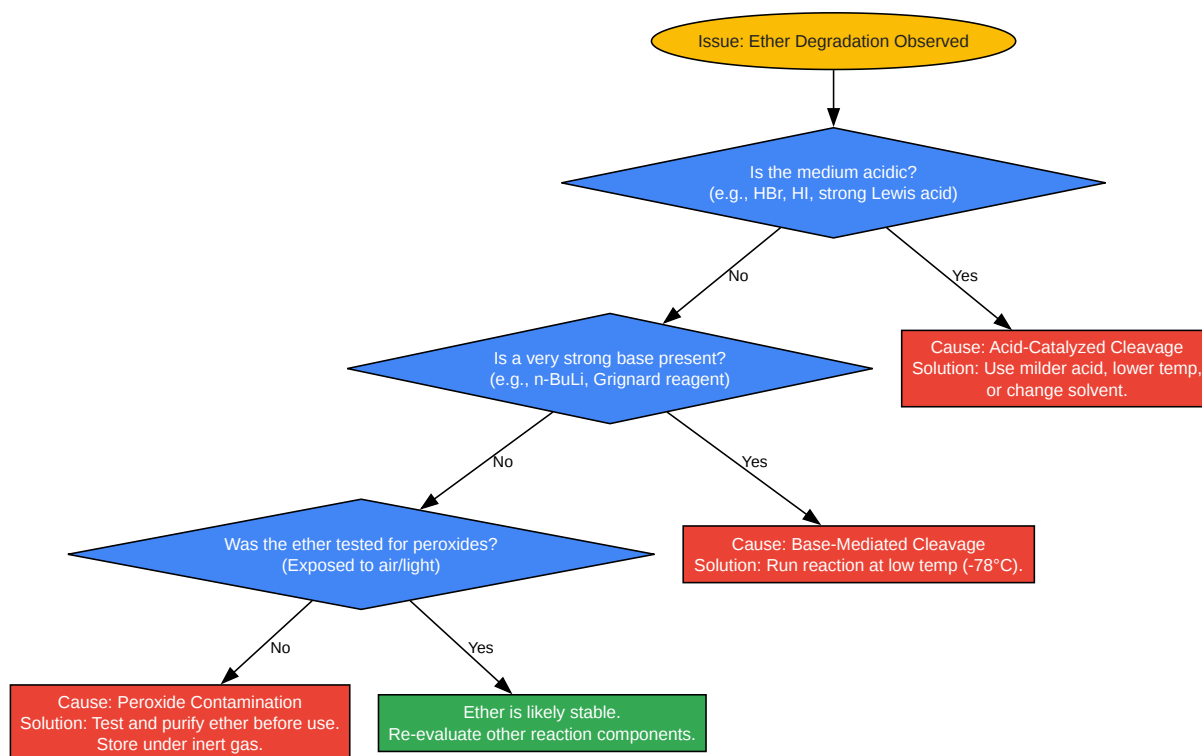 Issue: Ether Degradation Observed
Is the medium acidic?
(e.g., HBr, HI, strong Lewis acid)
No
Yes
Is a very strong base present?
(e.g., n-BuLi, Grignard reagent)
Cause: Acid-Catalyzed Cleavage
Solution: Use milder acid, lower temp,
or change solvent.
No
Yes
Was the ether tested for peroxides?
(Exposed to air/light)
Cause: Base-Mediated Cleavage
Solution: Run reaction at low temp (-78°C).
No
Yes
Cause: Peroxide Contamination
Solution: Test and purify ether before use.
Store under inert gas.
Ether is likely stable.
Re-evaluate other reaction components.